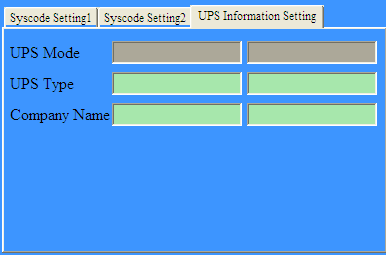 Syscode Setting1 Syscode Setting2 UPS Information Setting
UPS Mode
UPS Type
Company Name